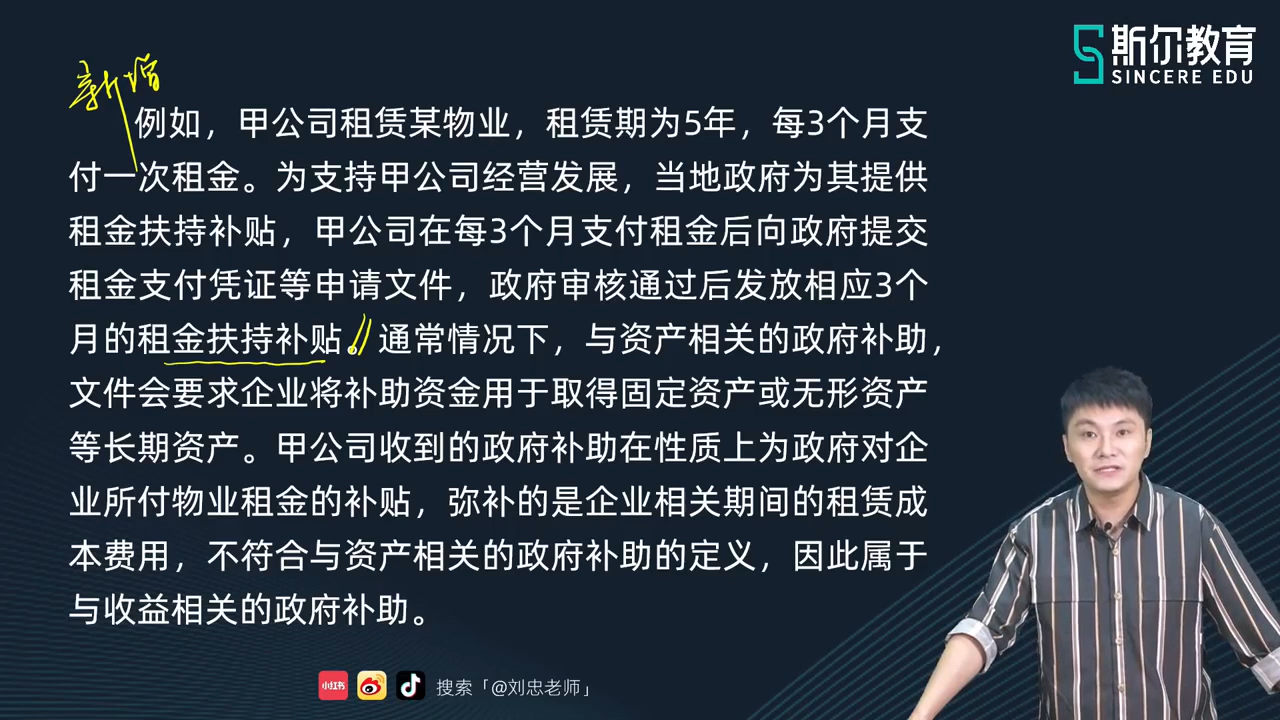 斯尔教育
SINCERE EDU
新增
例如，甲公司租赁某物业，租赁期为5年，每3个月支
付一次租金。为支持甲公司经营发展，当地政府为其提供
租金扶持补贴，甲公司在每3个月支付租金后向政府提交
租金支付凭证等申请文件，政府审核通过后发放相应3个
月的租金扶持补贴。通常情况下，与资产相关的政府补助，
文件会要求企业将补助资金用于取得固定资产或无形资产
等长期资产。甲公司收到的政府补助在性质上为政府对企
业所付物业租金的补贴，弥补的是企业相关期间的租赁成
本费用，不符合与资产相关的政府补助的定义，因此属于
与收益相关的政府补助。
小红书 搜索「@刘忠老师」